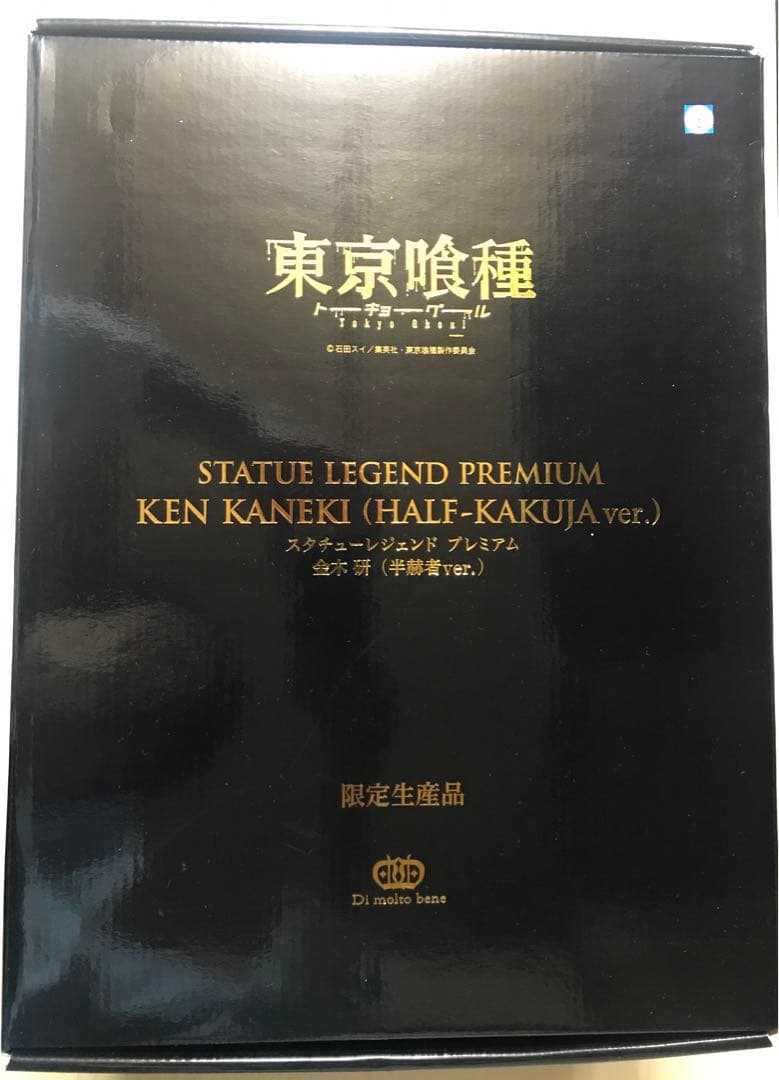 東京喰種
トーキョーグール
Tokyo Ghoul
©石田スイ/集英社・東京喰種製作委員会
STATUE LEGEND PREMIUM
KEN KANEKI (HALF-KAKUJA ver.)
スタチューレジェンド プレミアム
金木 研 (半赫者ver.)
限定生産品
Di molto bene